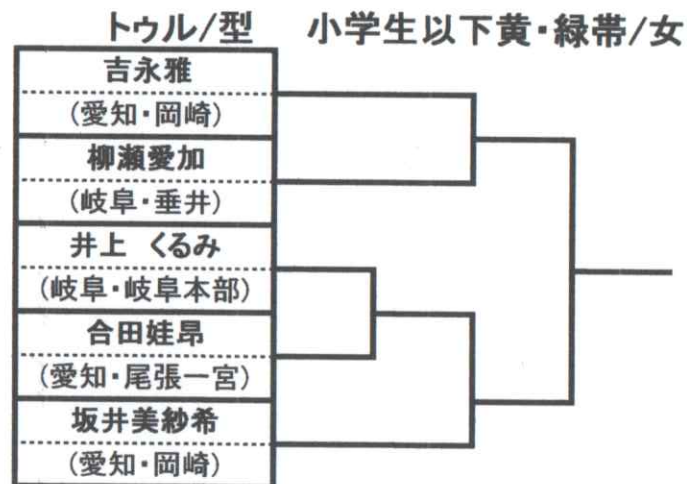 トゥル/型 小学生以下黄・緑帯/女
吉永雅
(愛知・岡崎)
柳瀬愛加
(岐阜・垂井)
井上 くるみ
(岐阜・岐阜本部)
合田娃昂
(愛知・尾張一宮)
坂井美紗希
(愛知・岡崎)